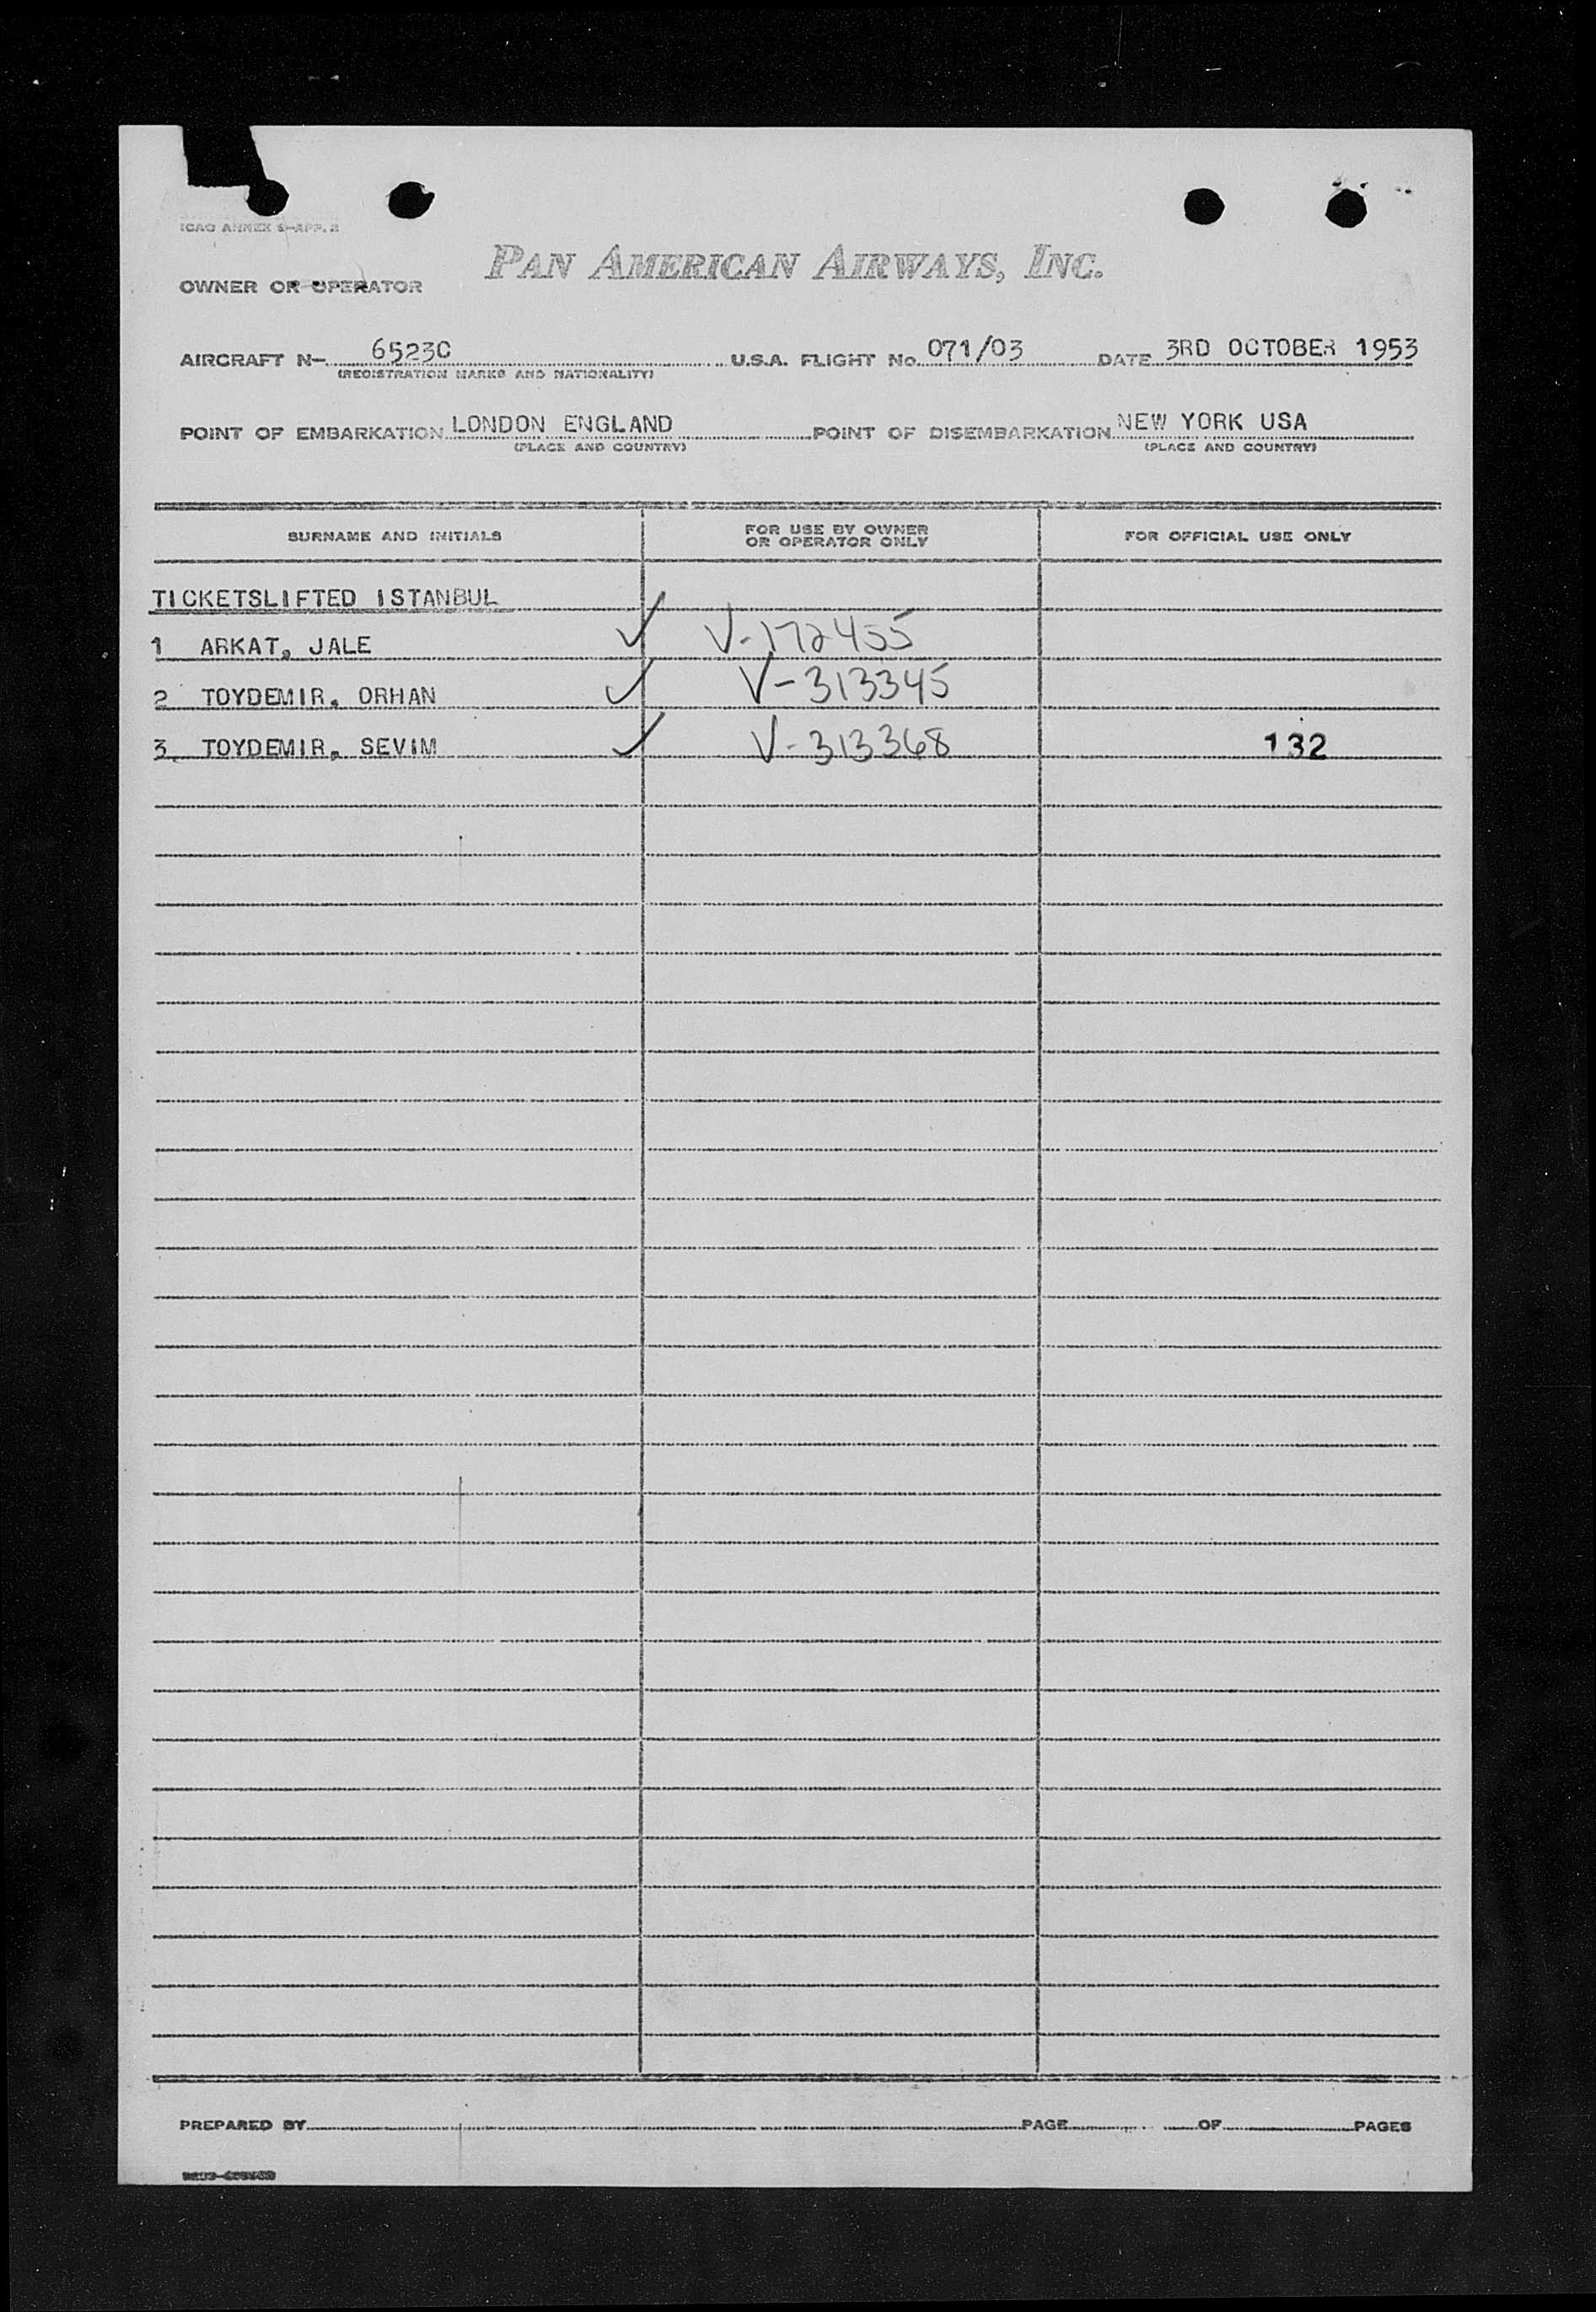 ICAO ANNEX 9-APP. 2
PAN AMERICAN AIRWAYS, INC.
OWNER OR OPERATOR
AIRCRAFT N- 6523C U.S.A. FLIGHT No. 071/03 DATE 3RD OCTOBER 1953
(REGISTRATION MARKS AND NATIONALITY)
POINT OF EMBARKATION LONDON ENGLAND POINT OF DISEMBARKATION NEW YORK USA
(PLACE AND COUNTRY) (PLACE AND COUNTRY)
SURNAME AND INITIALS FOR USE BY OWNER OR OPERATOR ONLY FOR OFFICIAL USE ONLY
TICKETSLIFTED ISTANBUL
1 ARKAT, JALE ✓ V-172455
2 TOYDEMIR, ORHAN ✓ V-313345
3 TOYDEMIR, SEVIM ✓ V-313368 132
PREPARED BY PAGE OF PAGES